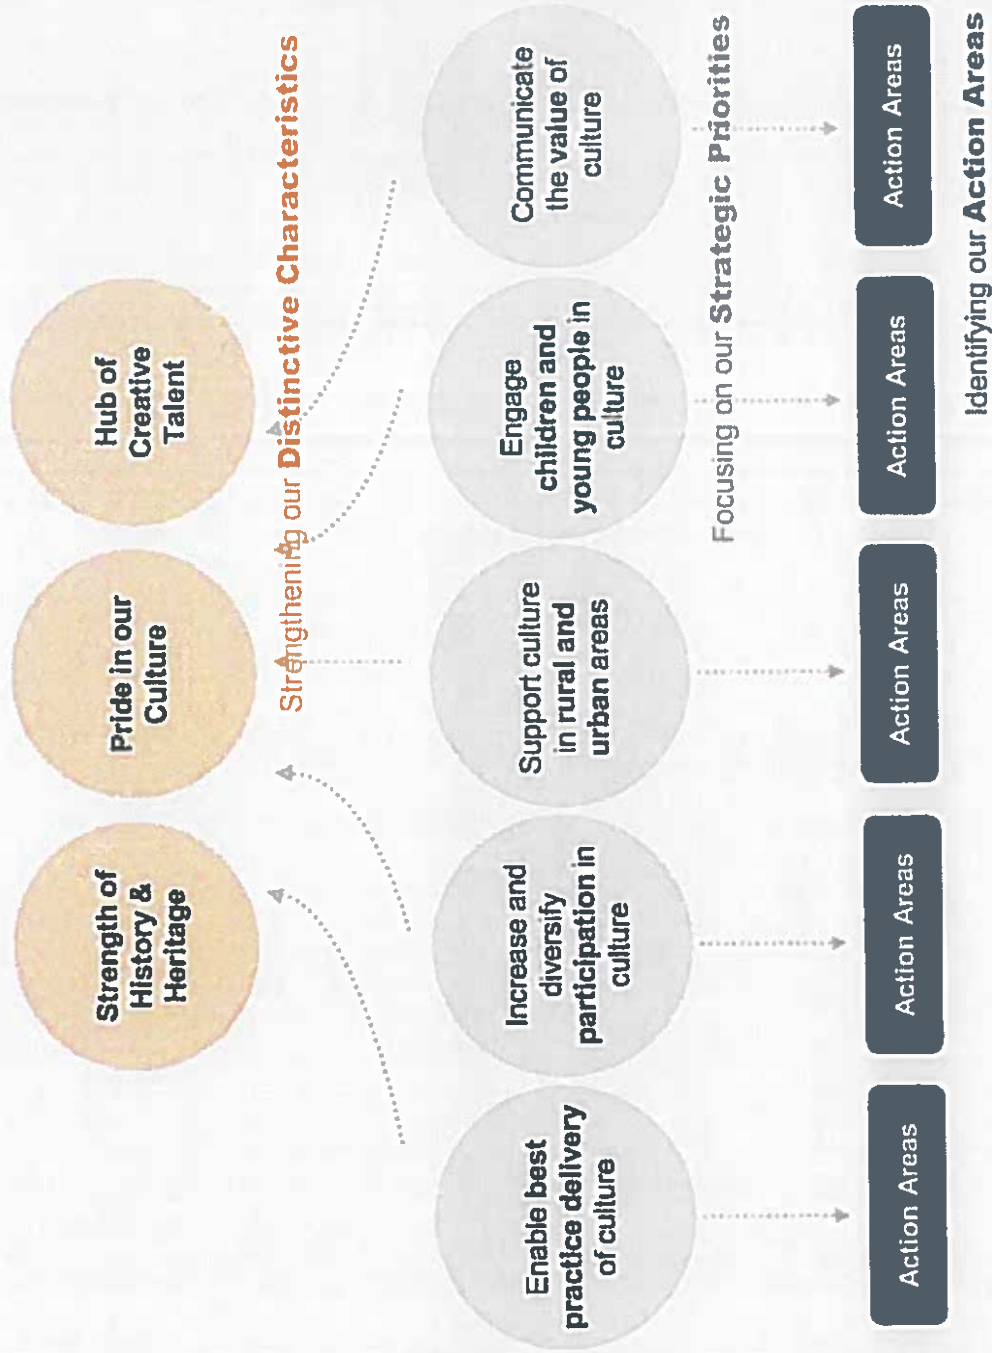 Strength of
History &
Heritage
Pride in our
Culture
Hub of
Creative
Talent
Strengthening our Distinctive Characteristics
Enable best
practice delivery
of culture
Increase and
diversify
participation in
culture
Support culture
in rural and
urban areas
Engage
children and
young people in
culture
Communicate
the value of
culture
Focusing on our Strategic Priorities
Action Areas
Action Areas
Action Areas
Action Areas
Action Areas
Identifying our Action Areas